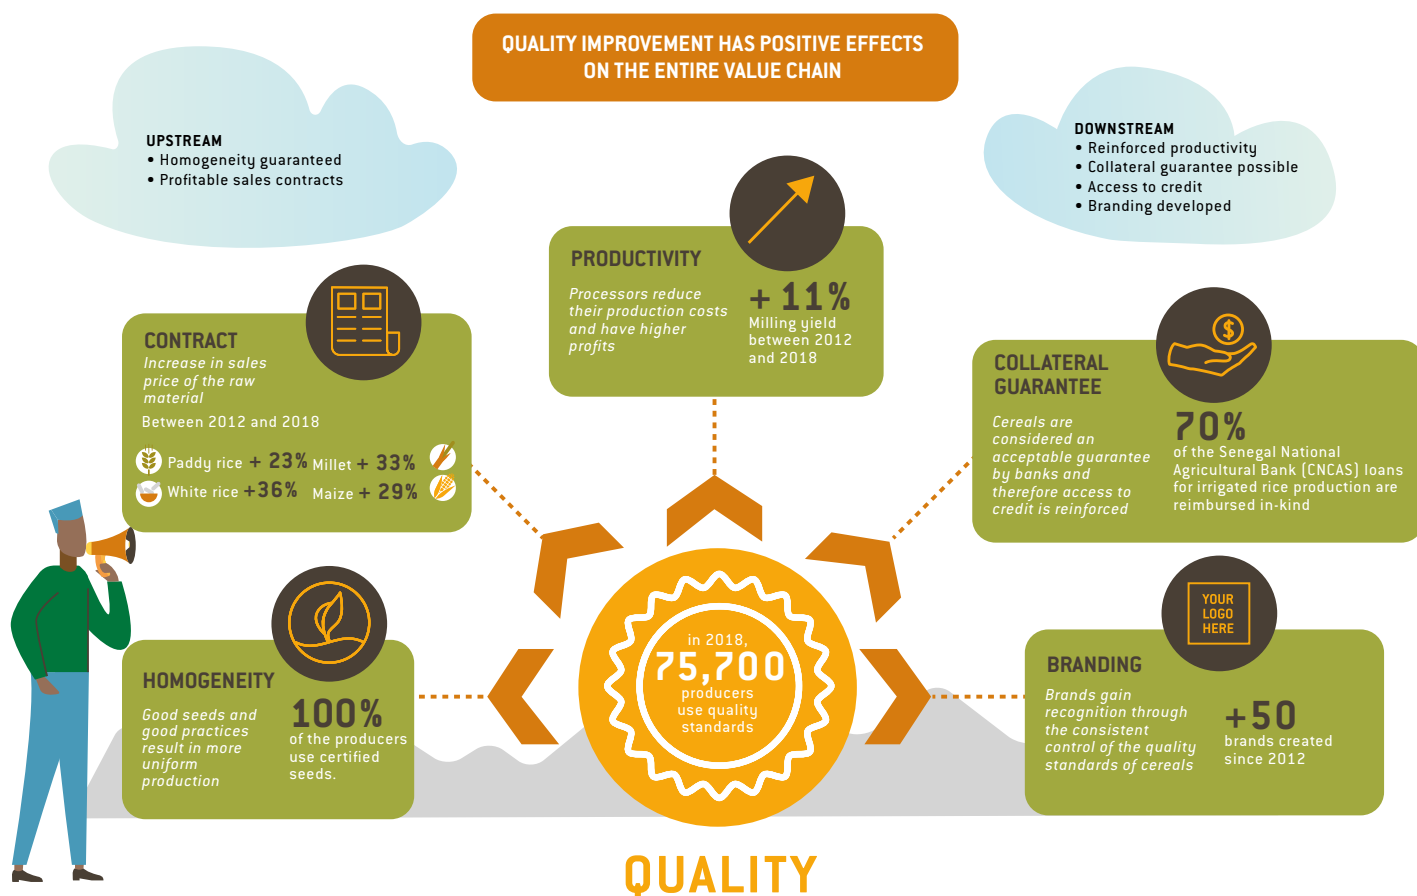 QUALITY IMPROVEMENT HAS POSITIVE EFFECTS
ON THE ENTIRE VALUE CHAIN
UPSTREAM
• Homogeneity guaranteed
• Profitable sales contracts
DOWNSTREAM
• Reinforced productivity
• Collateral guarantee possible
• Access to credit
• Branding developed
PRODUCTIVITY
Processors reduce
their production costs
and have higher
profits
+ 11%
Milling yield
between 2012
and 2018
CONTRACT
Increase in sales
price of the raw
material
Between 2012 and 2018
Paddy rice + 23% Millet + 33%
White rice +36% Maize + 29%
COLLATERAL
GUARANTEE
Cereals are
considered an
acceptable guarantee
by banks and
therefore access to
credit is reinforced
$
70%
of the Senegal National
Agricultural Bank (CNCAS) loans
for irrigated rice production are
reimbursed in-kind
HOMOGENEITY
Good seeds and
good practices
result in more
uniform
production
100%
of the producers
use certified
seeds.
in 2018,
75,700
producers
use quality
standards
YOUR
LOGO
HERE
BRANDING
Brands gain
recognition through
the consistent
control of the quality
standards of cereals
+50
brands created
since 2012
QUALITY